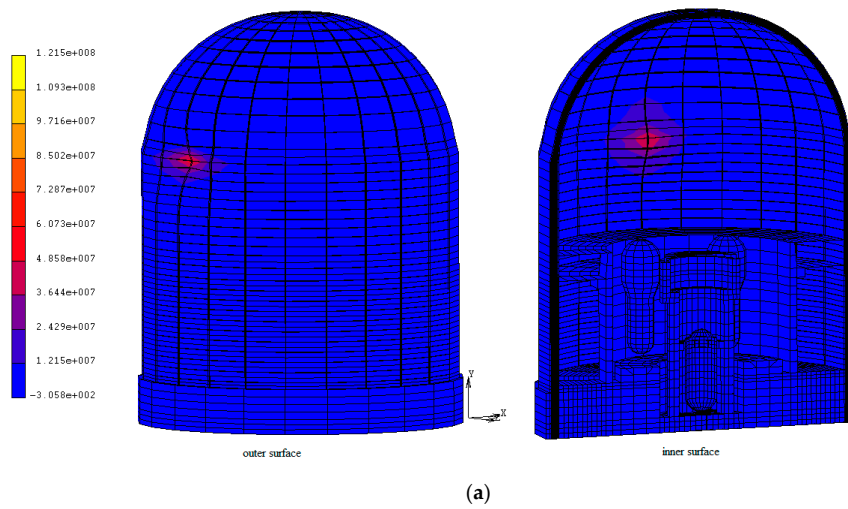 1.215e+008
1.093e+008
9.716e+007
8.502e+007
7.287e+007
6.073e+007
4.858e+007
3.644e+007
2.429e+007
1.215e+007
-3.058e+002
Y
X
Z
outer surface
inner surface
(a)